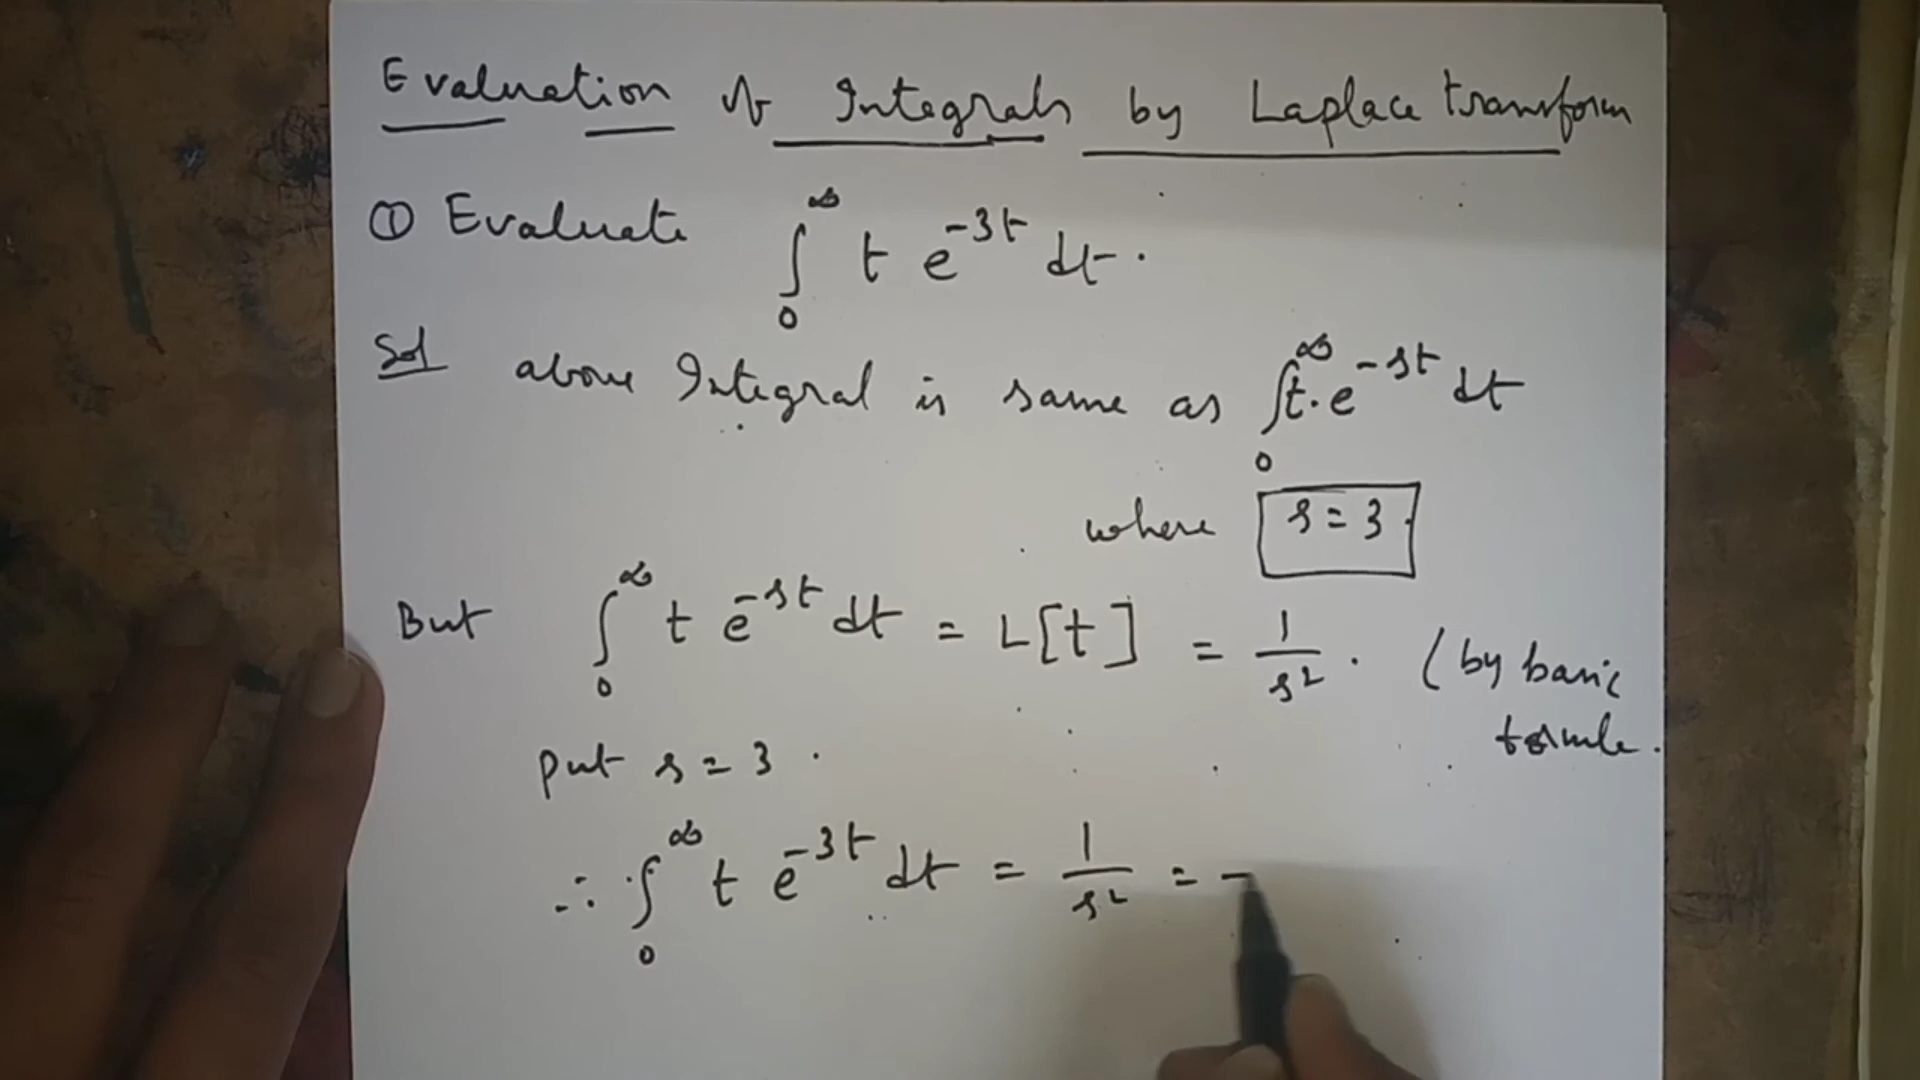 Evaluation of Integrals by Laplace transform
① Evaluate ∫₀^∞ t e^{-3t} dt.
Sol above Integral is same as ∫₀^∞ t.e^{-st} dt
where s = 3
But ∫₀^∞ t e^{-st} dt = L[t] = 1/s². (by basic
formula.
put s = 3.
∴ ∫₀^∞ t e^{-3t} dt = 1/s² =